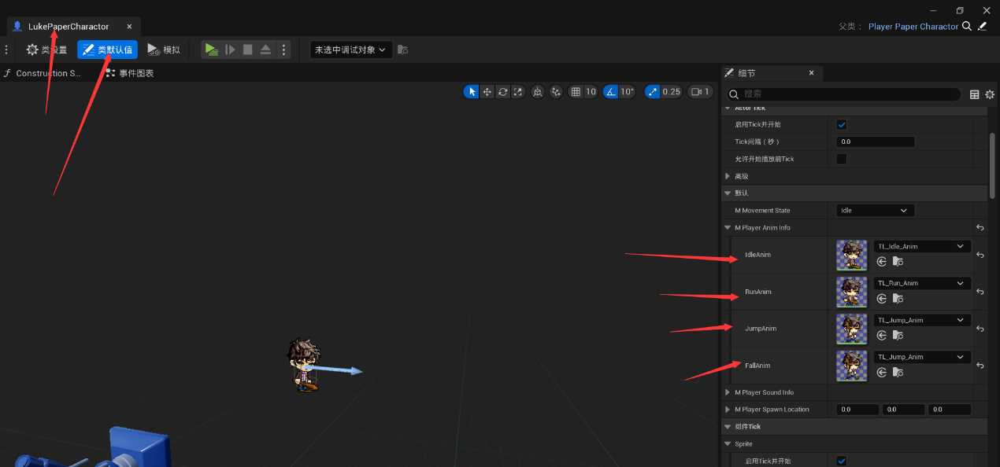 LukePaperCharactor
父类： Player Paper Charactor
类设置 类默认值 模拟 未选中调试对象
Construction S... 事件图表
10 10° 0.25 1
细节
搜索
Actor Tick
启用Tick并开始
Tick间隔（秒） 0.0
允许开始播放前Tick
高级
默认
M Movement State Idle
M Player Anim Info
IdleAnim TL_Idle_Anim
RunAnim TL_Run_Anim
JumpAnim TL_Jump_Anim
FallAnim TL_Jump_Anim
M Player Sound Info
M Player Spawn Location 0.0 0.0 0.0
组件Tick
Sprite
启用Tick并开始